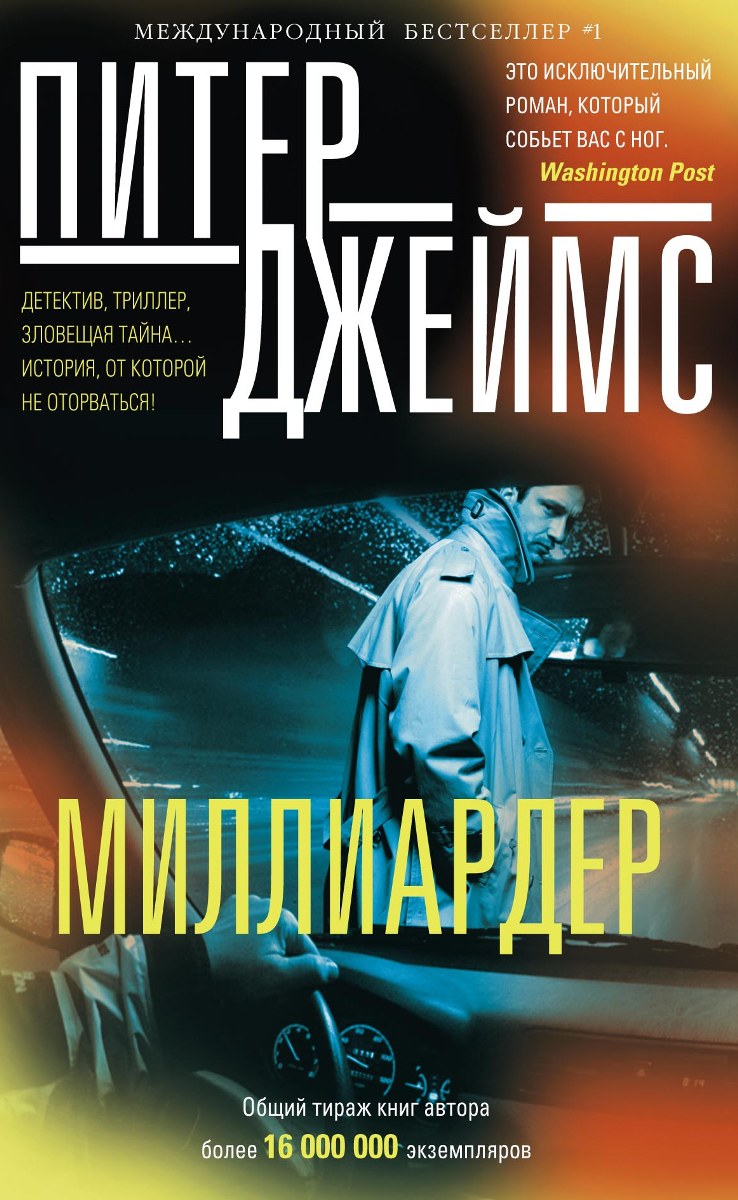 МЕЖДУНАРОДНЫЙ БЕСТСЕЛЛЕР #1
ПИТЕР
ДЖЕЙМС
ЭТО ИСКЛЮЧИТЕЛЬНЫЙ
РОМАН, КОТОРЫЙ
СОБЬЕТ ВАС С НОГ.
Washington Post
ДЕТЕКТИВ, ТРИЛЛЕР,
ЗЛОВЕЩАЯ ТАЙНА...
ИСТОРИЯ, ОТ КОТОРОЙ
НЕ ОТОРВАТЬСЯ!
МИЛЛИАРДЕР
Общий тираж книг автора
более 16 000 000 экземпляров